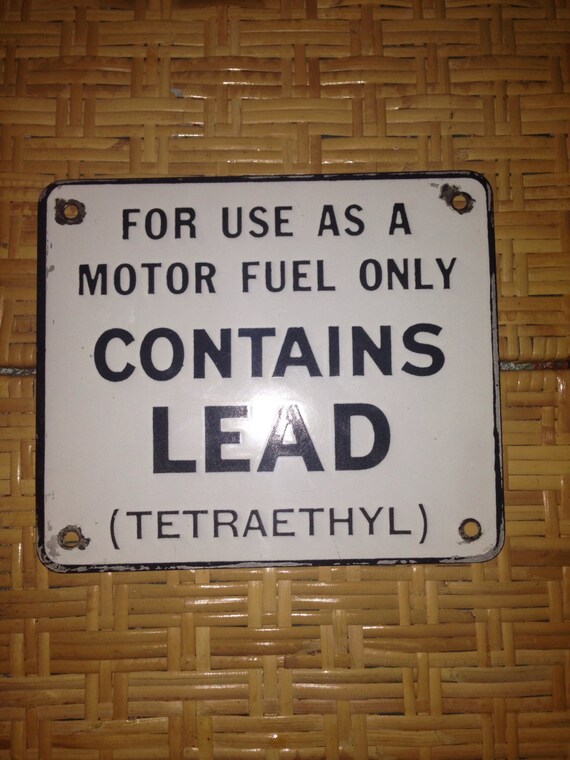 FOR USE AS A
MOTOR FUEL ONLY
CONTAINS
LEAD
(TETRAETHYL)